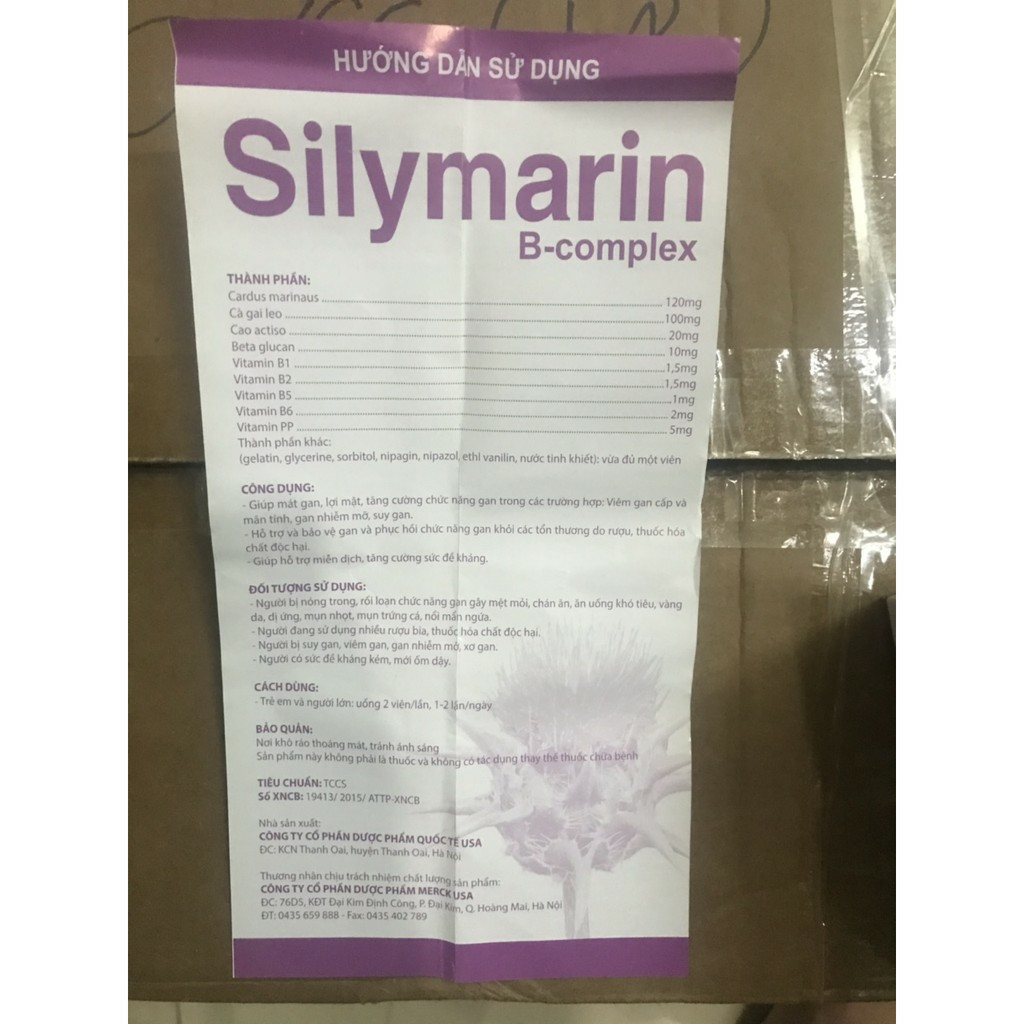 HƯỚNG DẪN SỬ DỤNG
Silymarin
B-complex
THÀNH PHẦN:
Cardus marinaus 120mg
Cà gai leo 100mg
Cao actiso 20mg
Beta glucan 10mg
Vitamin B1 1,5mg
Vitamin B2 1,5mg
Vitamin B5 1mg
Vitamin B6 2mg
Vitamin PP 5mg
Thành phần khác:
(gelatin, glycerine, sorbitol, nipagin, nipazol, ethl vanilin, nước tinh khiết): vừa đủ một viên
CÔNG DỤNG:
- Giúp mát gan, lợi mật, tăng cường chức năng gan trong các trường hợp: Viêm gan cấp và
mãn tính, gan nhiễm mỡ, suy gan.
- Hỗ trợ và bảo vệ gan và phục hồi chức năng gan khỏi các tổn thương do rượu, thuốc hóa
chất độc hại.
- Giúp hỗ trợ miễn dịch, tăng cường sức đề kháng.
ĐỐI TƯỢNG SỬ DỤNG:
- Người bị nóng trong, rối loạn chức năng gan gây mệt mỏi, chán ăn, ăn uống khó tiêu, vàng
da, dị ứng, mụn nhọt, mụn trứng cá, nổi mẩn ngứa.
- Người đang sử dụng nhiều rượu bia, thuốc hóa chất độc hại.
- Người bị suy gan, viêm gan, gan nhiễm mỡ, xơ gan.
- Người có sức đề kháng kém, mới ốm dậy.
CÁCH DÙNG:
- Trẻ em và người lớn: uống 2 viên/lần, 1-2 lần/ngày
BẢO QUẢN:
Nơi khô ráo thoáng mát, tránh ánh sáng
Sản phẩm này không phải là thuốc và không có tác dụng thay thế thuốc chữa bệnh
TIÊU CHUẨN: TCCS
Số XNCB: 19413/ 2015/ ATTP-XNCB
Nhà sản xuất:
CÔNG TY CỔ PHẦN DƯỢC PHẨM QUỐC TẾ USA
ĐC: KCN Thanh Oai, huyện Thanh Oai, Hà Nội
Thương nhân chịu trách nhiệm chất lượng sản phẩm:
CÔNG TY CỔ PHẦN DƯỢC PHẨM MERCK USA
ĐC: 76D5, KĐT Đại Kim Định Công, P. Đại Kim, Q. Hoàng Mai, Hà Nội
ĐT: 0435 659 888 - Fax: 0435 402 789